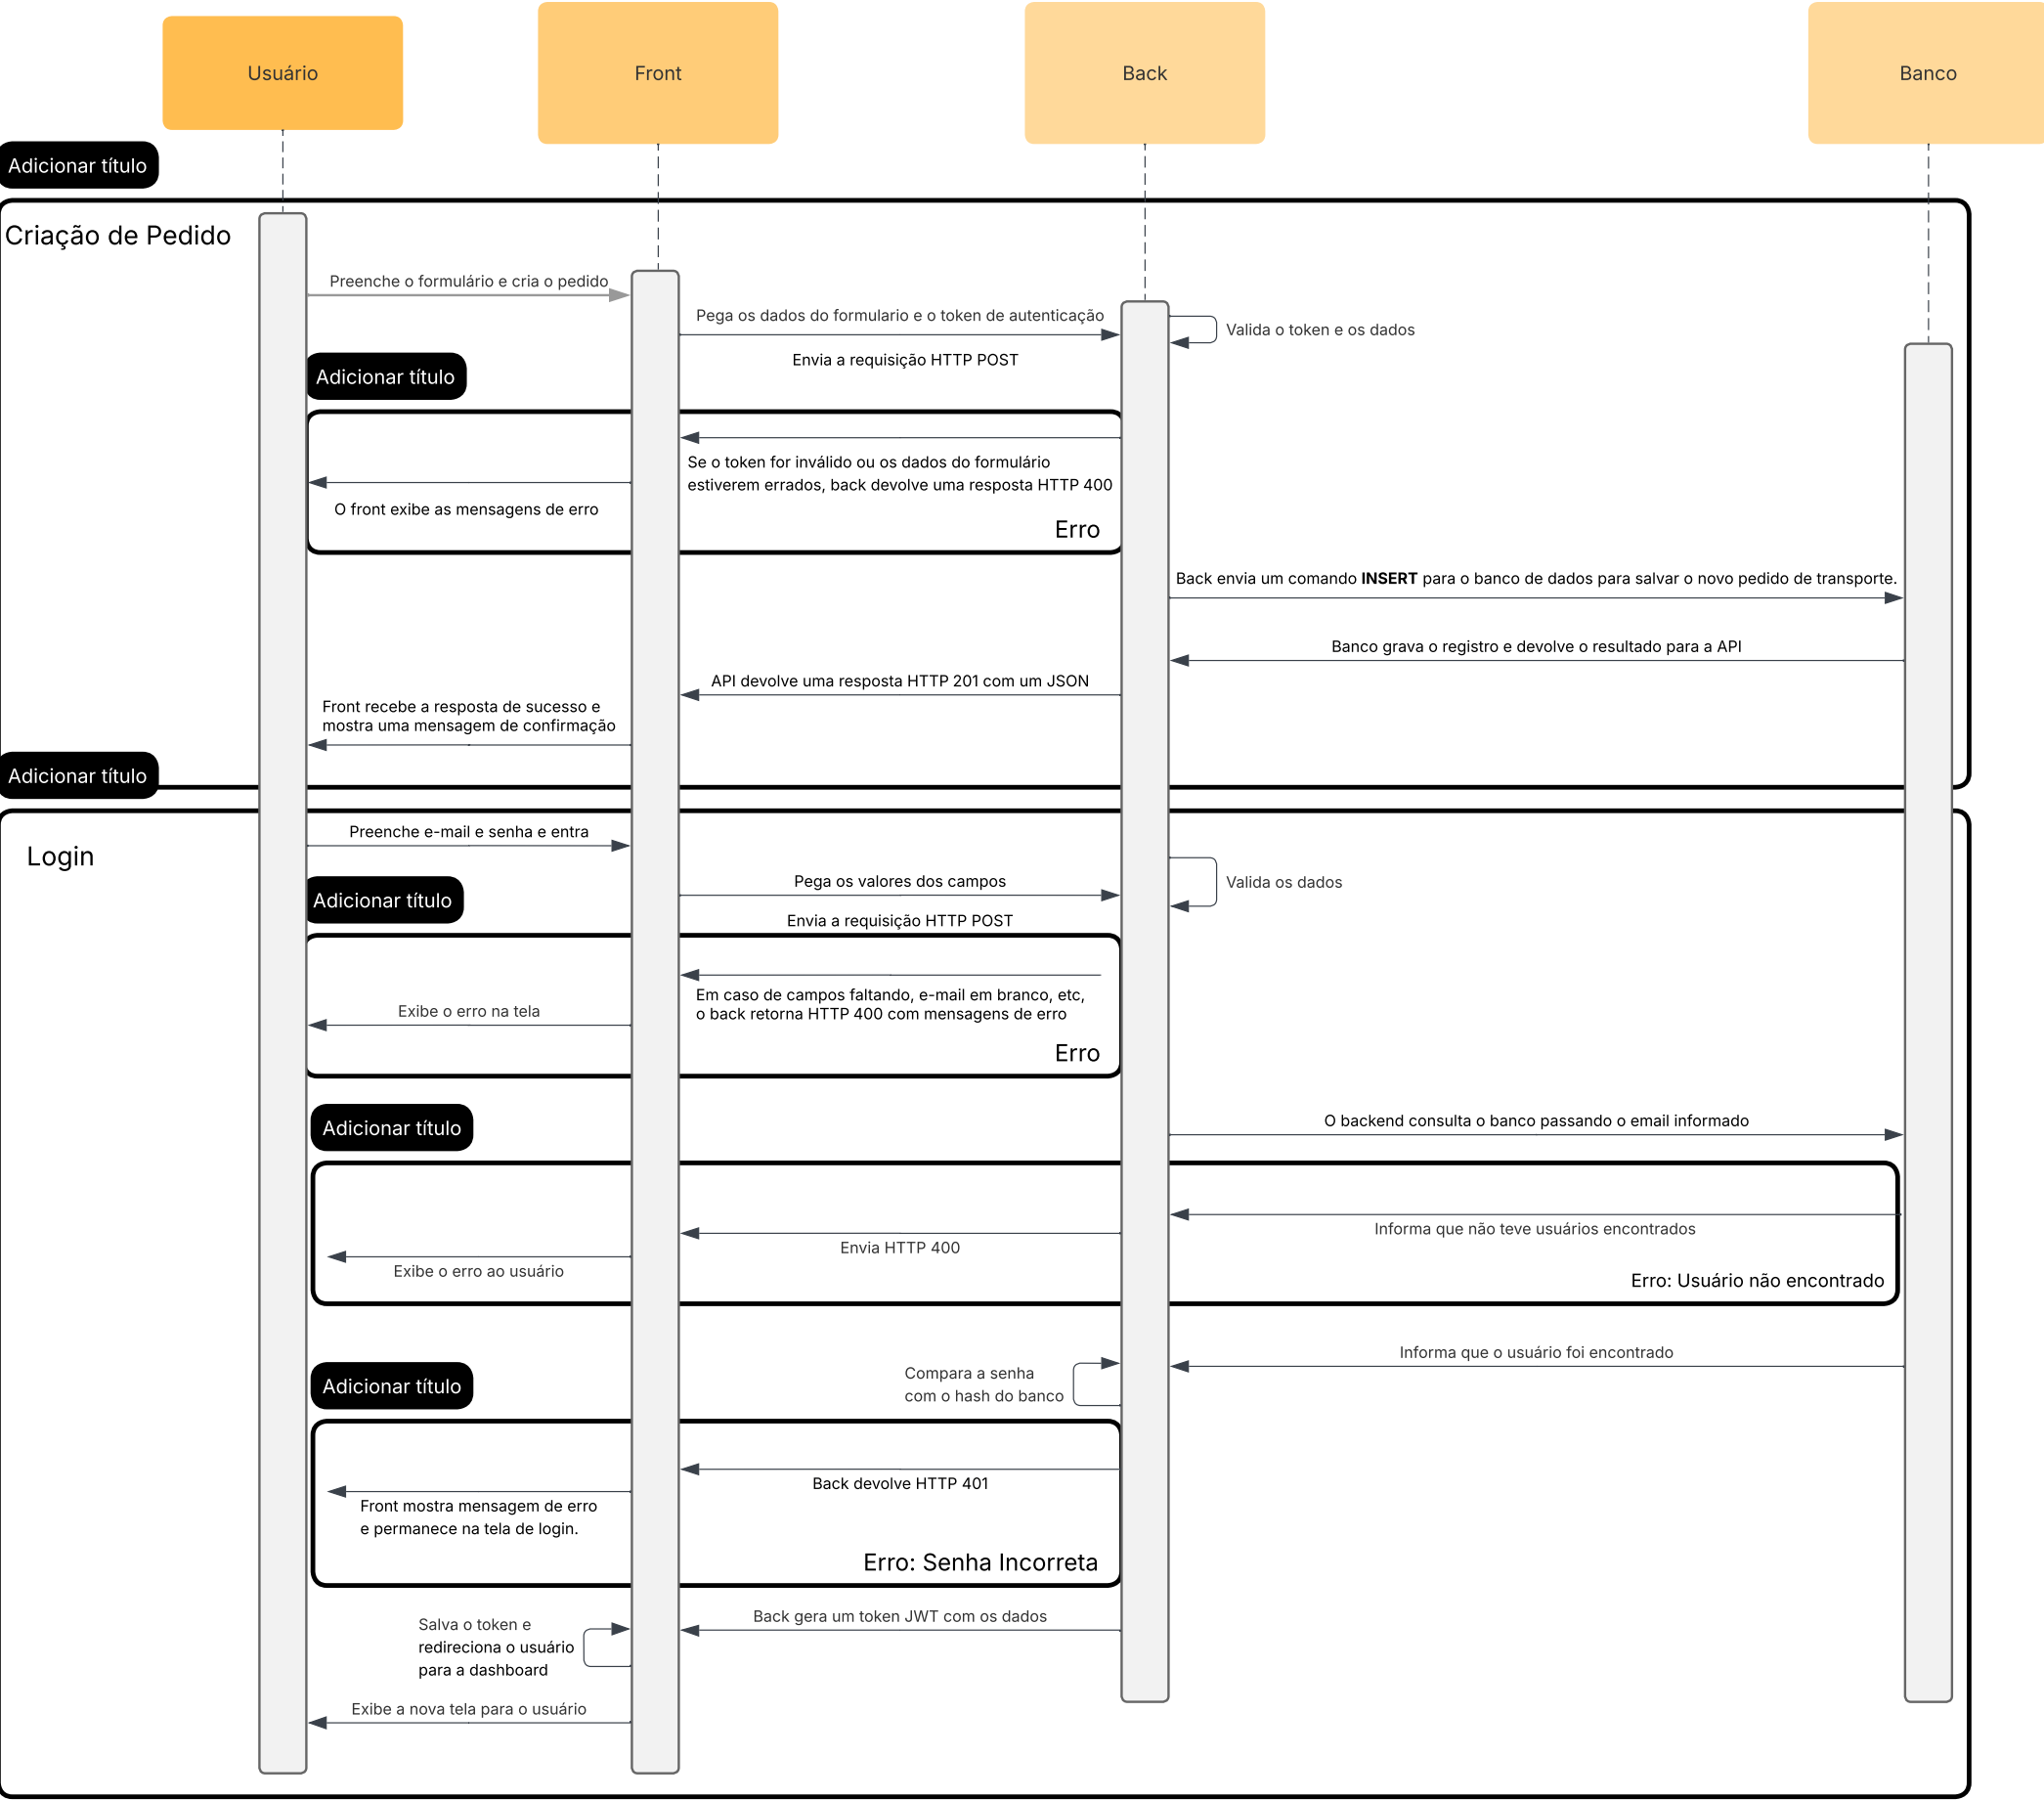 Usuário
Front
Back
Banco
Adicionar título
Criação de Pedido
Preenche o formulário e cria o pedido
Pega os dados do formulario e o token de autenticação
Valida o token e os dados
Envia a requisição HTTP POST
Adicionar título
Se o token for inválido ou os dados do formulário
estiverem errados, back devolve uma resposta HTTP 400
O front exibe as mensagens de erro
Erro
Back envia um comando INSERT para o banco de dados para salvar o novo pedido de transporte.
Banco grava o registro e devolve o resultado para a API
API devolve uma resposta HTTP 201 com um JSON
Front recebe a resposta de sucesso e
mostra uma mensagem de confirmação
Adicionar título
Preenche e-mail e senha e entra
Login
Pega os valores dos campos
Valida os dados
Adicionar título
Envia a requisição HTTP POST
Em caso de campos faltando, e-mail em branco, etc,
o back retorna HTTP 400 com mensagens de erro
Exibe o erro na tela
Erro
O backend consulta o banco passando o email informado
Adicionar título
Informa que não teve usuários encontrados
Envia HTTP 400
Exibe o erro ao usuário
Erro: Usuário não encontrado
Informa que o usuário foi encontrado
Compara a senha
com o hash do banco
Adicionar título
Back devolve HTTP 401
Front mostra mensagem de erro
e permanece na tela de login.
Erro: Senha Incorreta
Back gera um token JWT com os dados
Salva o token e
redireciona o usuário
para a dashboard
Exibe a nova tela para o usuário